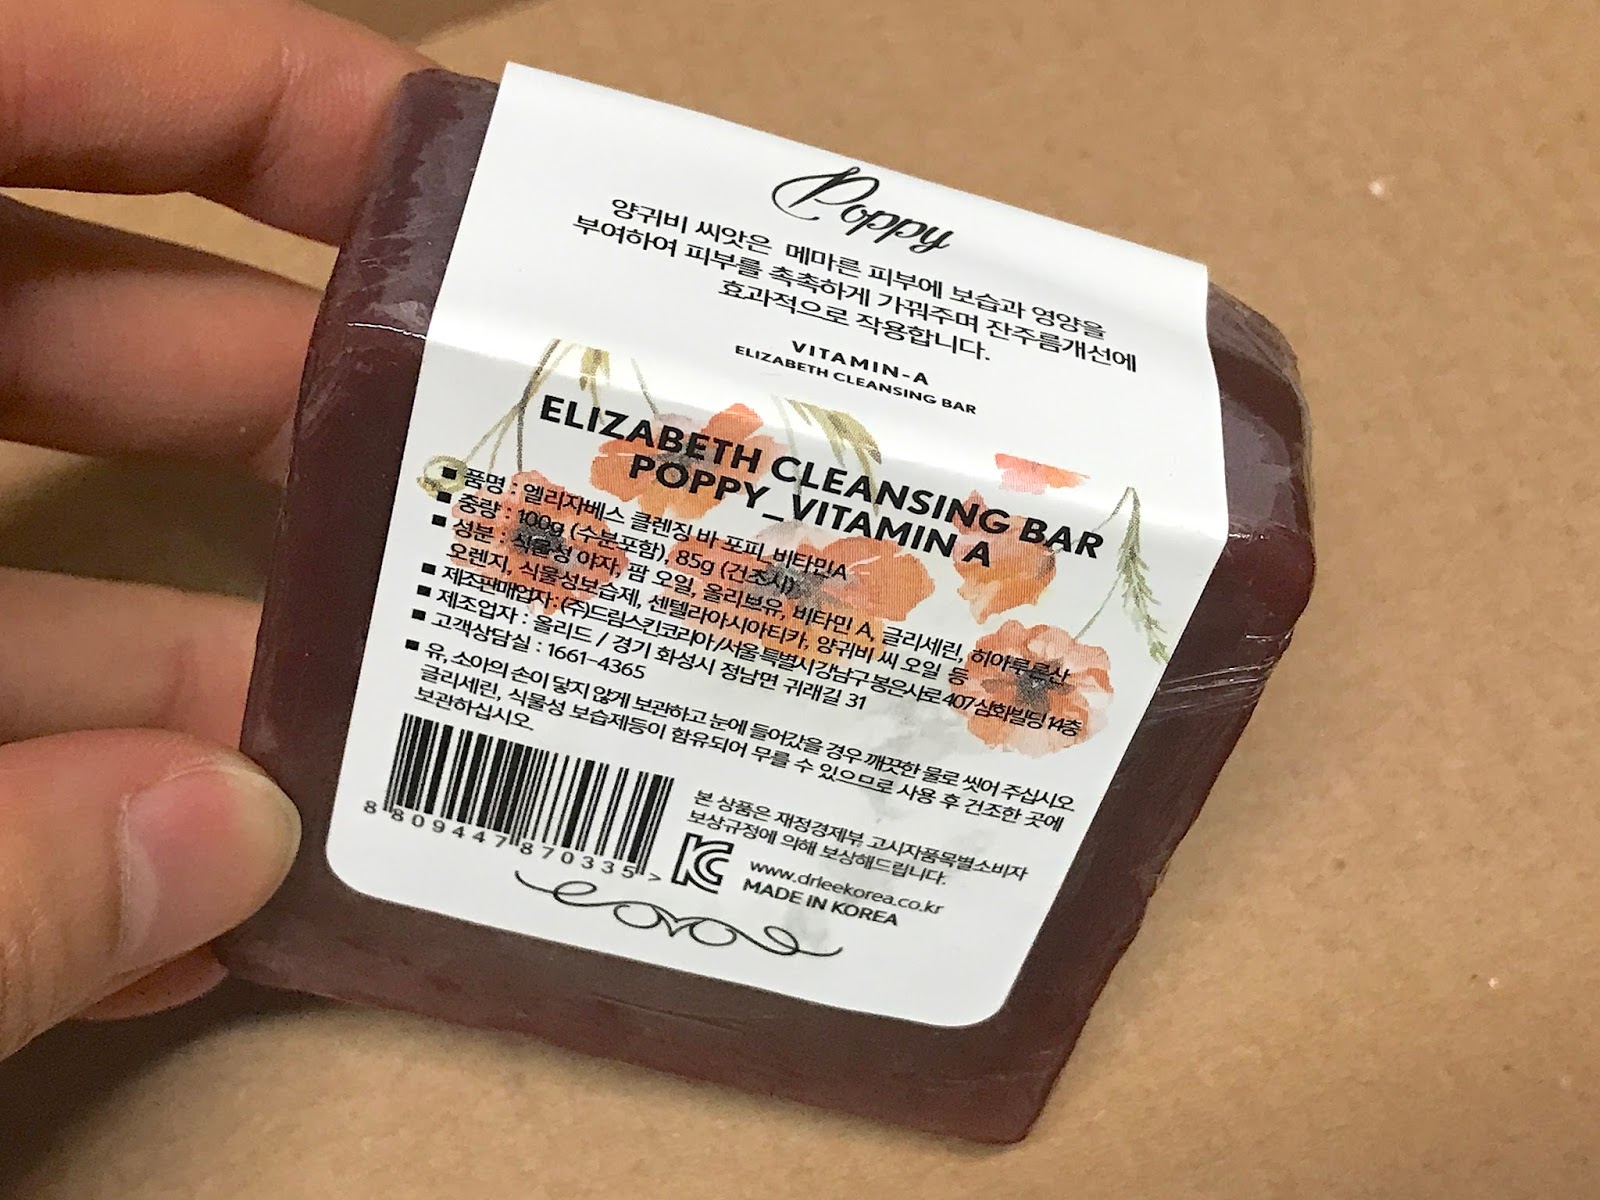 Poppy
양귀비 씨앗은 메마른 피부에 보습과 영양을
부여하여 피부를 촉촉하게 가꿔주며 잔주름개선에
효과적으로 작용합니다.
VITAMIN-A
ELIZABETH CLEANSING BAR
ELIZABETH CLEANSING BAR
POPPY_VITAMIN A
■ 품명 : 엘리자베스 클렌징 바 포피_비타민A
■ 중량 : 100g (수분포함), 85g (건조시)
■ 성분 : 식물성 야자, 팜 오일, 올리브유, 비타민 A, 글리세린, 히아루론산
오렌지, 식물성보습제, 센텔라아시아티카, 양귀비 씨 오일 등
■ 제조판매업자 : (주)드림스킨코리아/서울특별시강남구봉은사로407삼화빌딩14층
■ 제조업자 : 올리드 / 경기 화성시 정남면 귀래길 31
■ 고객상담실 : 1661-4365
■ 유, 소아의 손이 닿지 않게 보관하고 눈에 들어갔을 경우 깨끗한 물로 씻어 주십시오
글리세린, 식물성 보습제등이 함유되어 무를 수 있으므로 사용 후 건조한 곳에
보관하십시오.
본 상품은 재정경제부, 고시자품목별소비자
보상규정에 의해 보상해드립니다.
8 809447 870335 >
www.drleekorea.co.kr
MADE IN KOREA